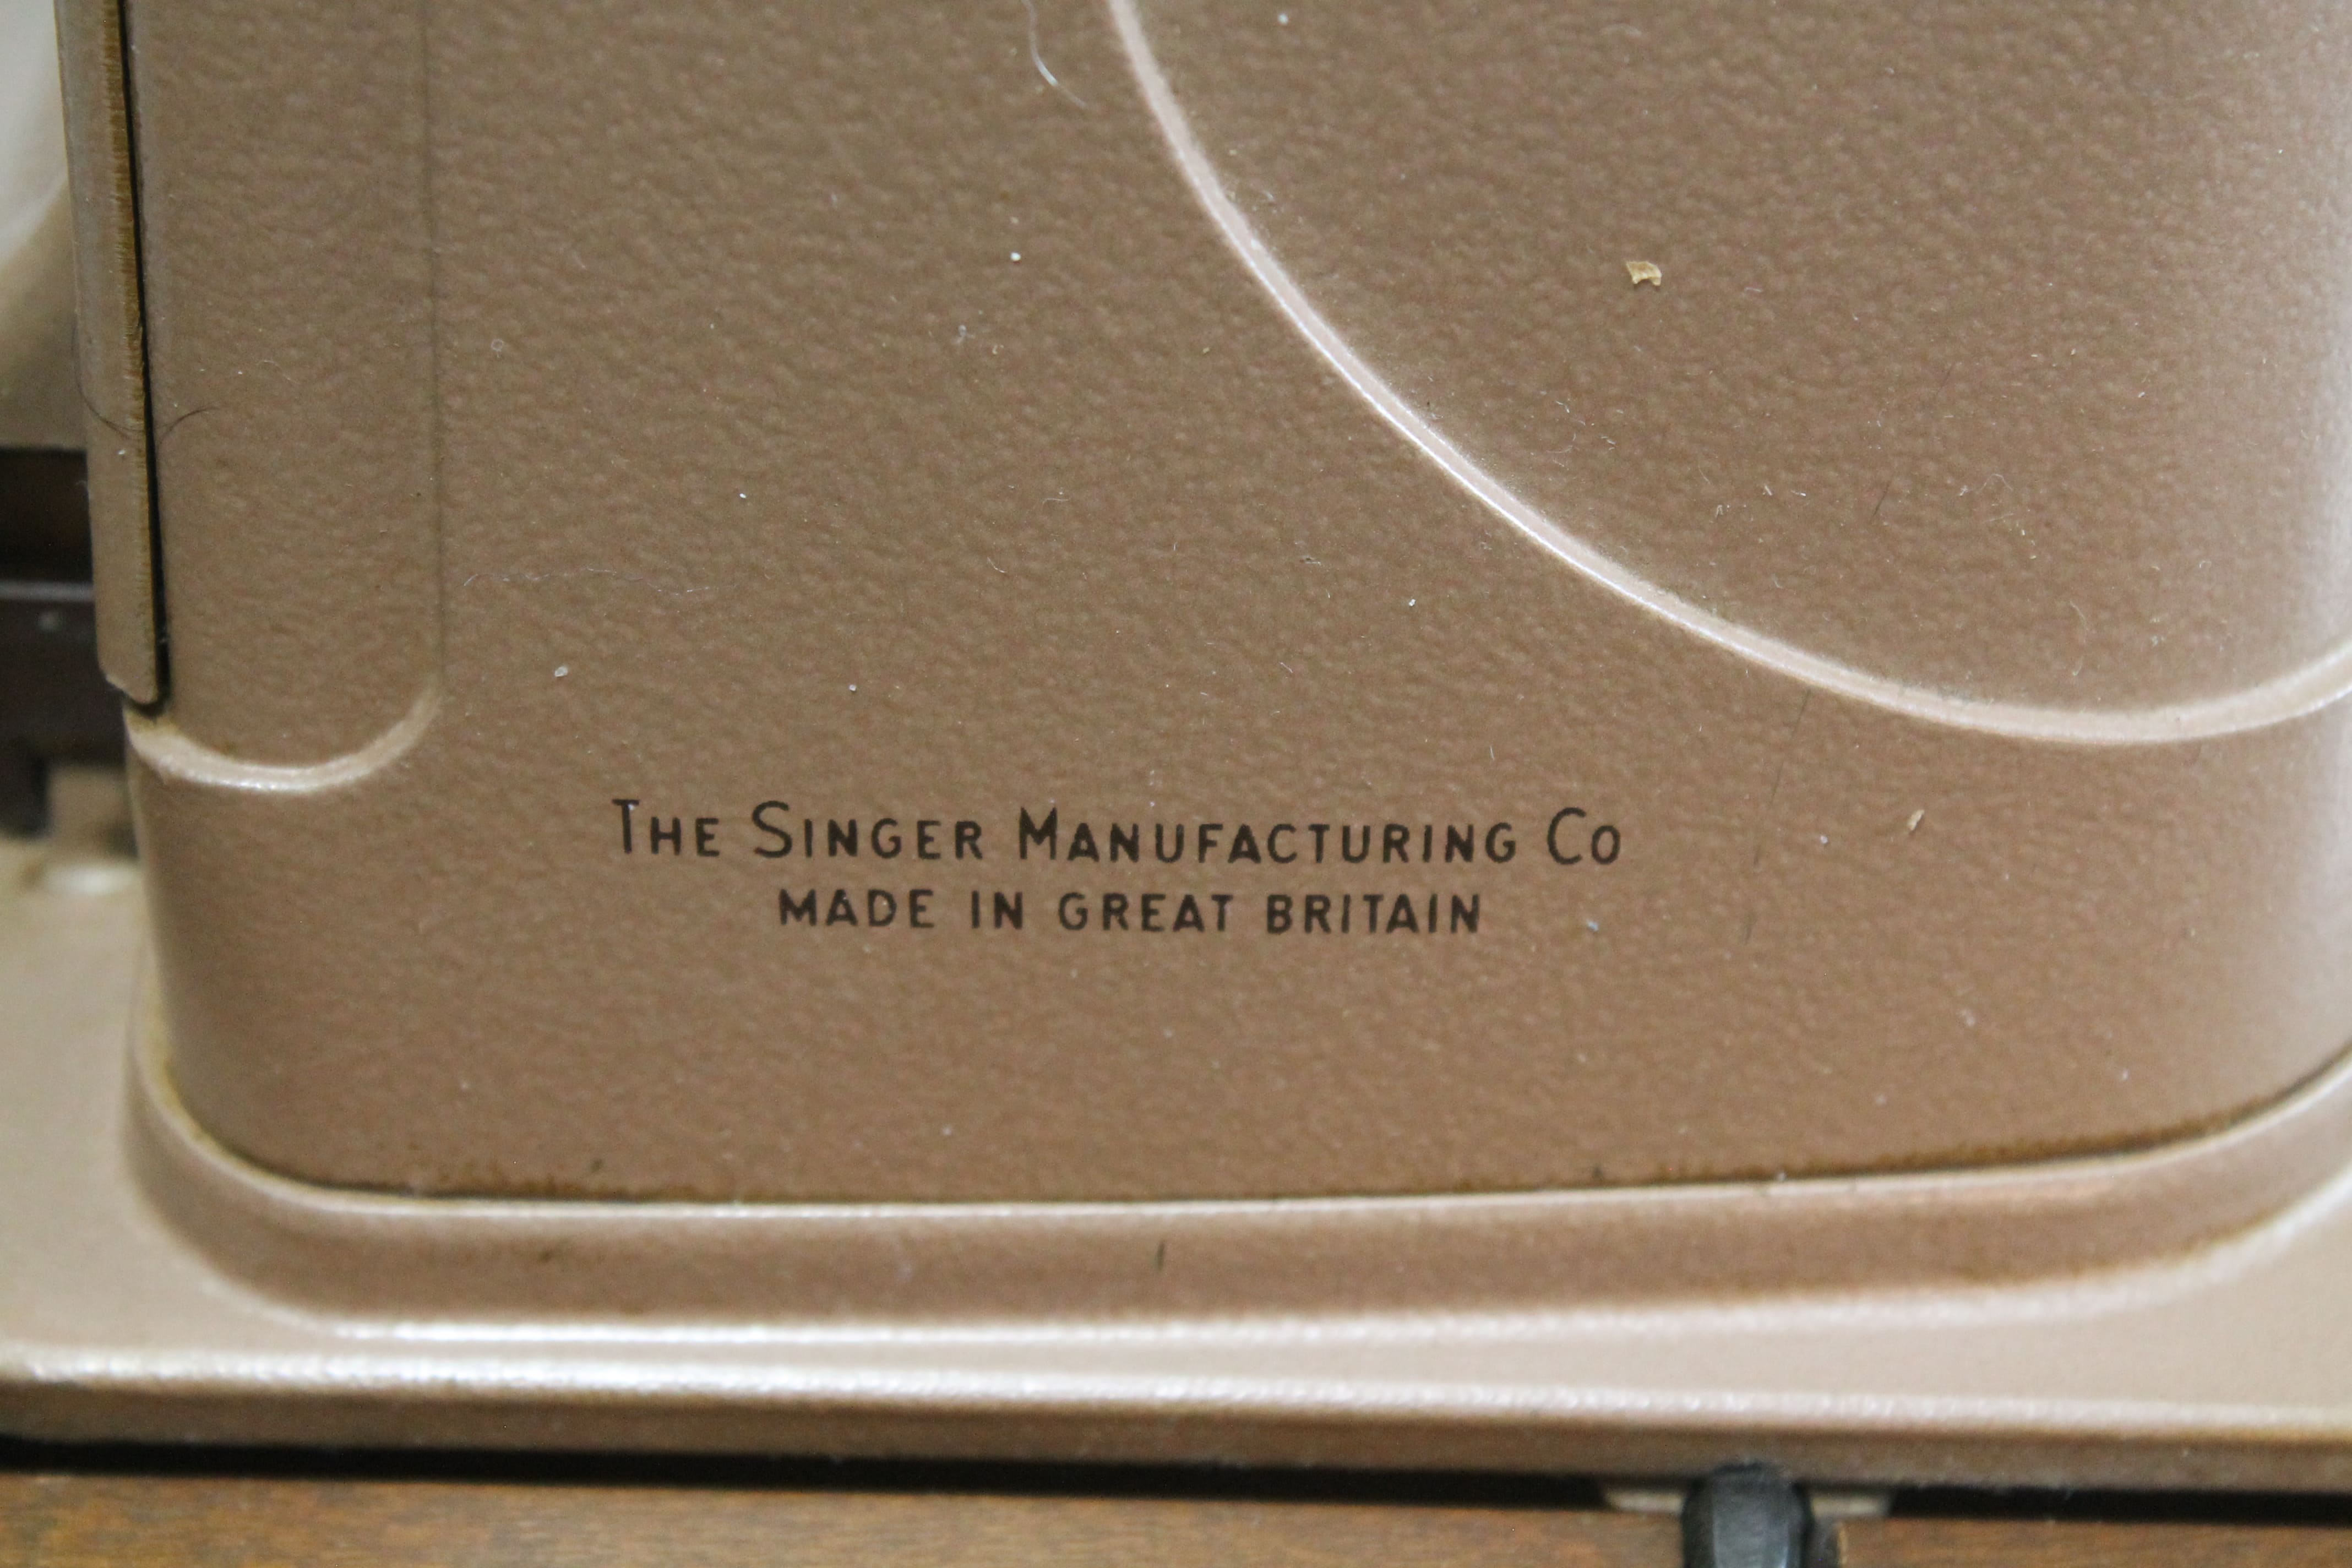 THE SINGER MANUFACTURING CO
MADE IN GREAT BRITAIN